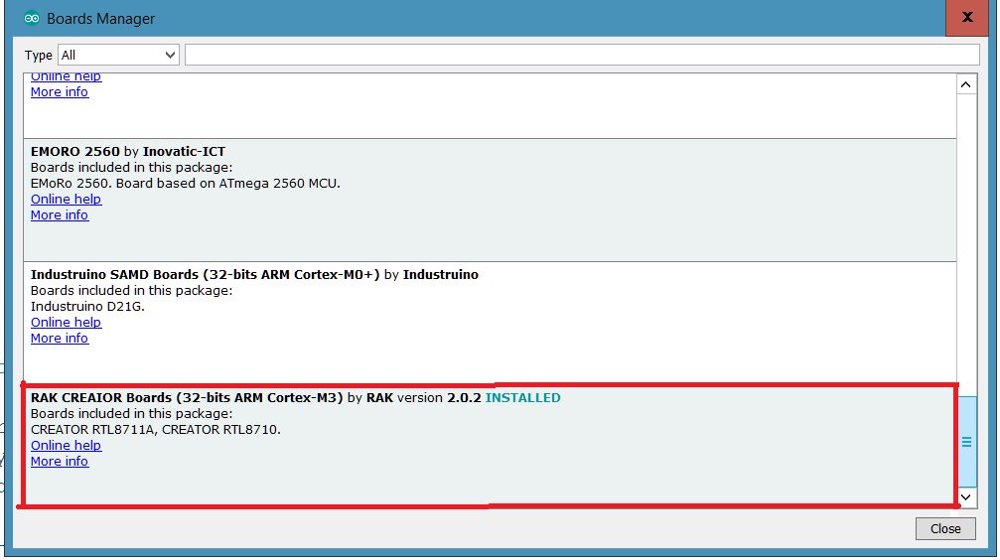 Boards Manager
Type All
Online help
More info
EMORO 2560 by Inovatic-ICT
Boards included in this package:
EMoRo 2560. Board based on ATmega 2560 MCU.
Online help
More info
Industruino SAMD Boards (32-bits ARM Cortex-M0+) by Industruino
Boards included in this package:
Industruino D21G.
Online help
More info
RAK CREAIOR Boards (32-bits ARM Cortex-M3) by RAK version 2.0.2 INSTALLED
Boards included in this package:
CREATOR RTL8711A, CREATOR RTL8710.
Online help
More info
Close